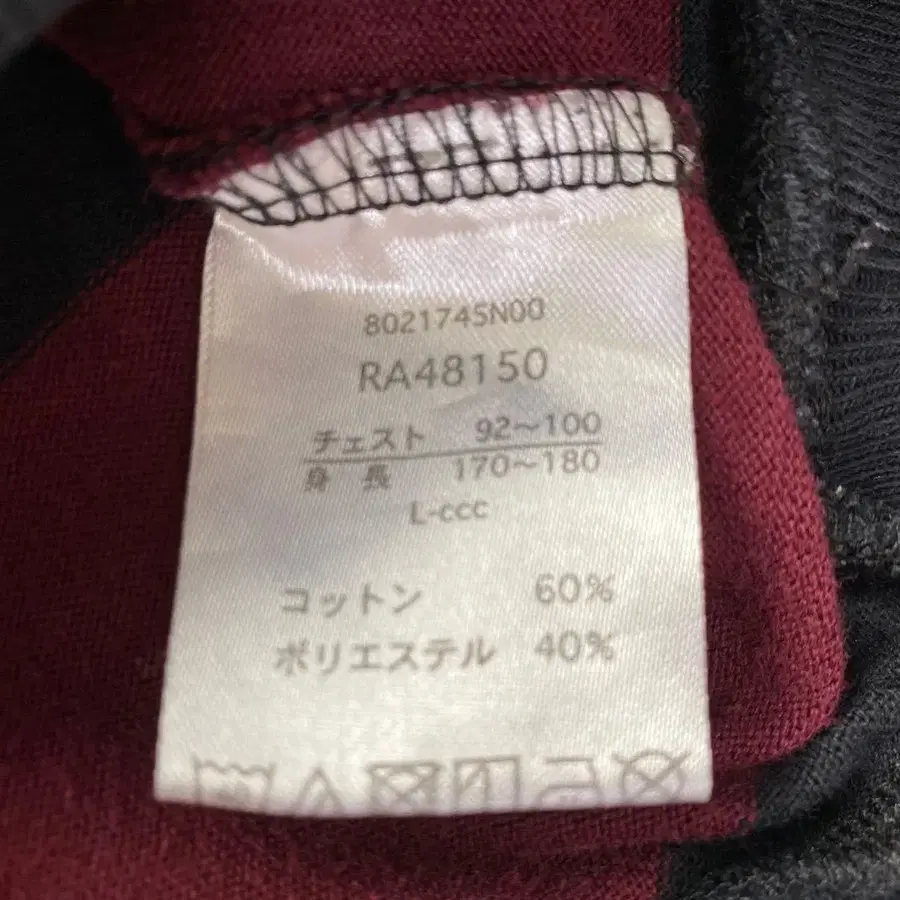 8021745N00
RA48150
チェスト 92～100
身 長 170～180
L-ccc
コットン 60%
ポリエステル 40%